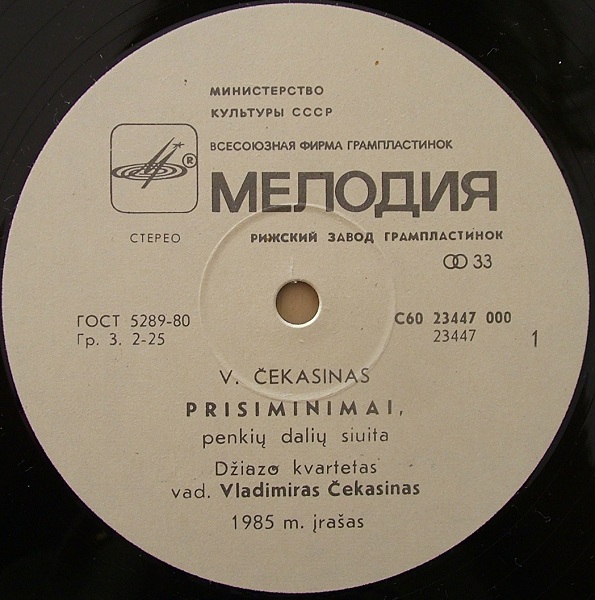 МИНИСТЕРСТВО
КУЛЬТУРЫ СССР
ВСЕСОЮЗНАЯ ФИРМА ГРАМПЛАСТИНОК
®
МЕЛОДИЯ
СТЕРЕО
РИЖСКИЙ ЗАВОД ГРАМПЛАСТИНОК
33
ГОСТ 5289-80
С60 23447 000
Гр. 3. 2-25
23447
1
V. ČEKASINAS
PRISIMINIMAI,
penkių dalių siuita
Džiazo kvartetas
vad. Vladimiras Čekasinas
1985 m. įrašas